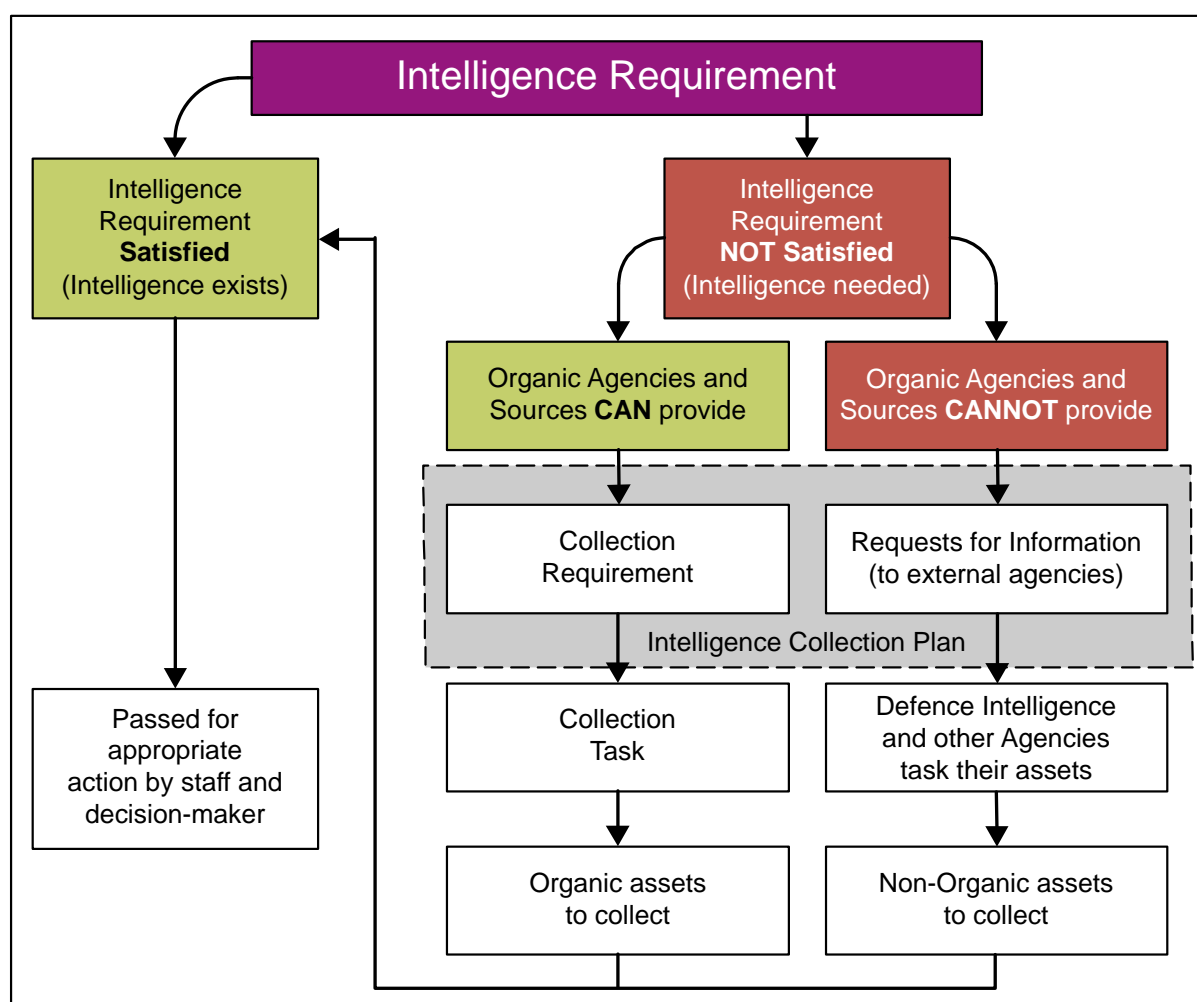 Intelligence Requirement
Intelligence
Requirement
Satisfied
(Intelligence exists)
Intelligence
Requirement
NOT Satisfied
(Intelligence needed)
Organic Agencies and
Sources CAN provide
Organic Agencies and
Sources CANNOT provide
Collection
Requirement
Requests for Information
(to external agencies)
Intelligence Collection Plan
Passed for
appropriate
action by staff and
decision-maker
Collection
Task
Defence Intelligence
and other Agencies
task their assets
Organic assets
to collect
Non-Organic assets
to collect